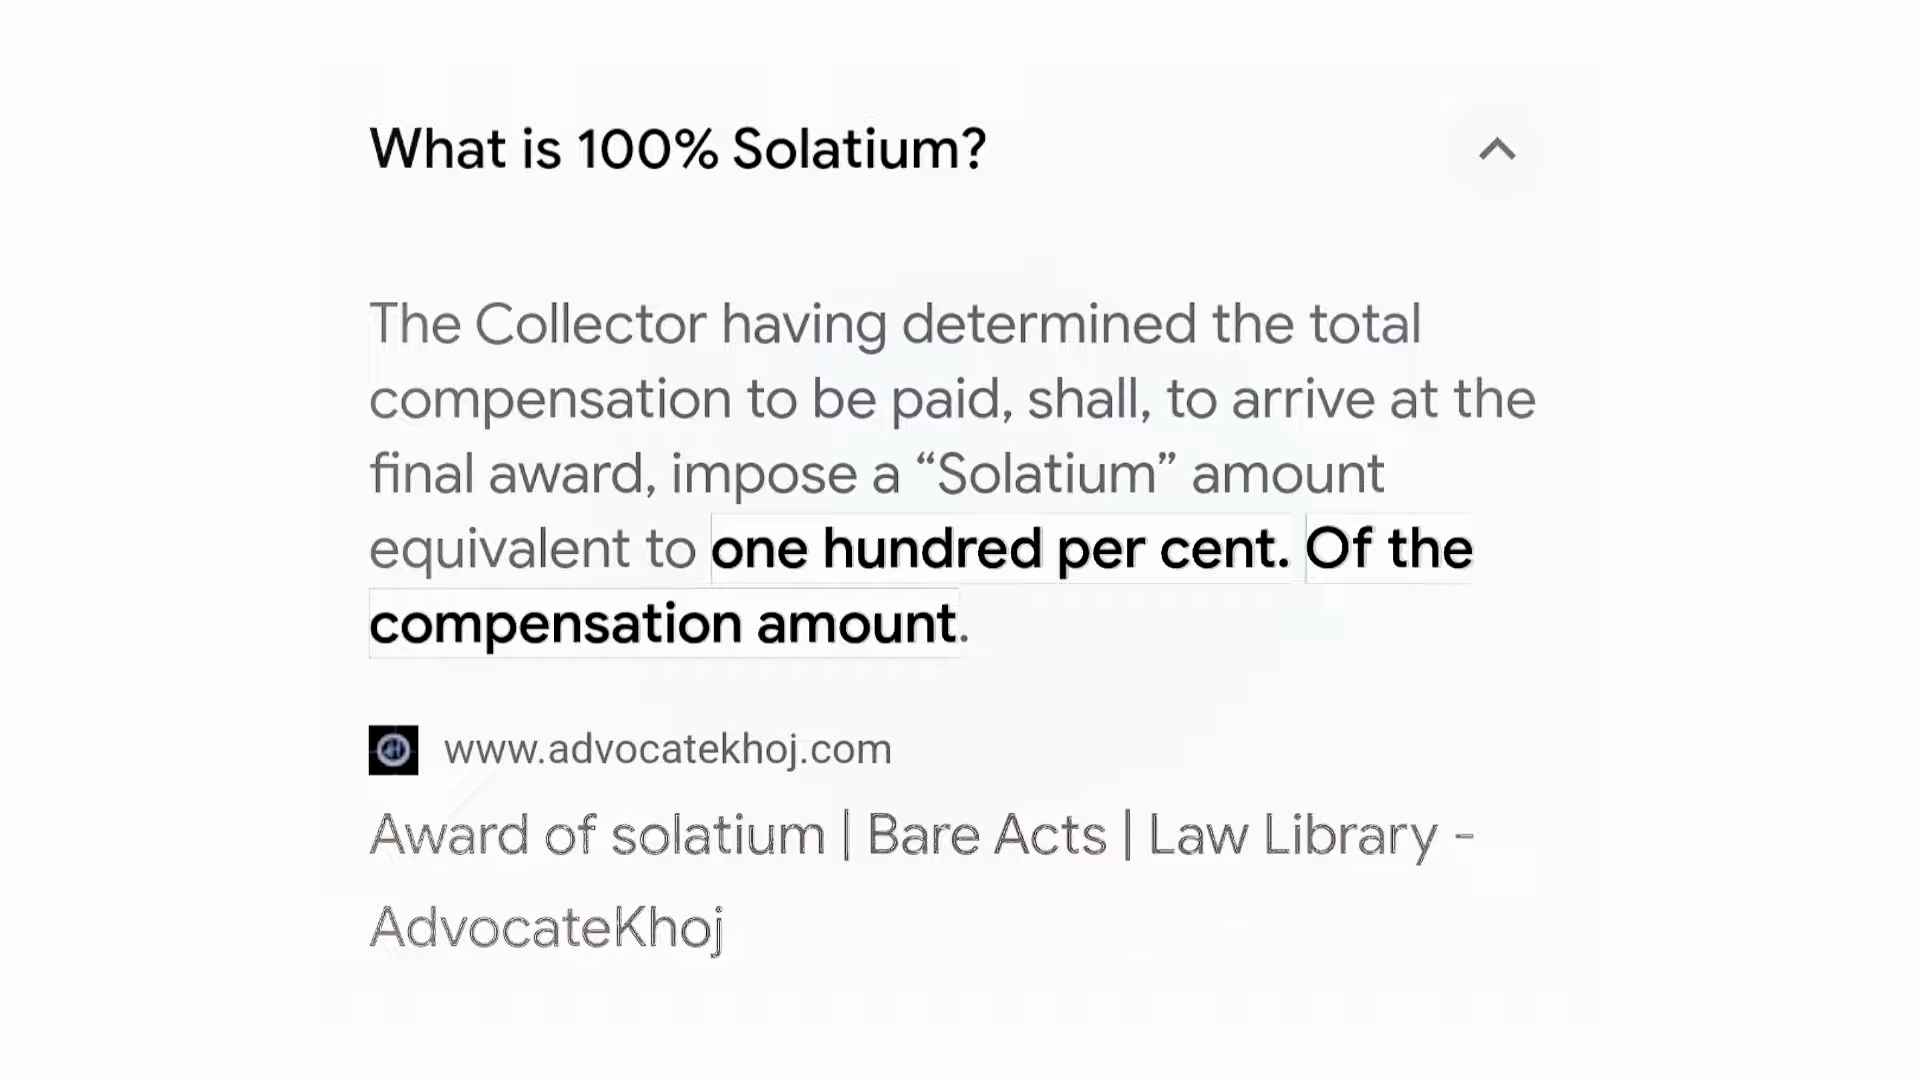 What is 100% Solatium?
The Collector having determined the total
compensation to be paid, shall, to arrive at the
final award, impose a “Solatium” amount
equivalent to one hundred per cent. Of the
compensation amount.
www.advocatekhoj.com
Award of solatium | Bare Acts | Law Library -
AdvocateKhoj